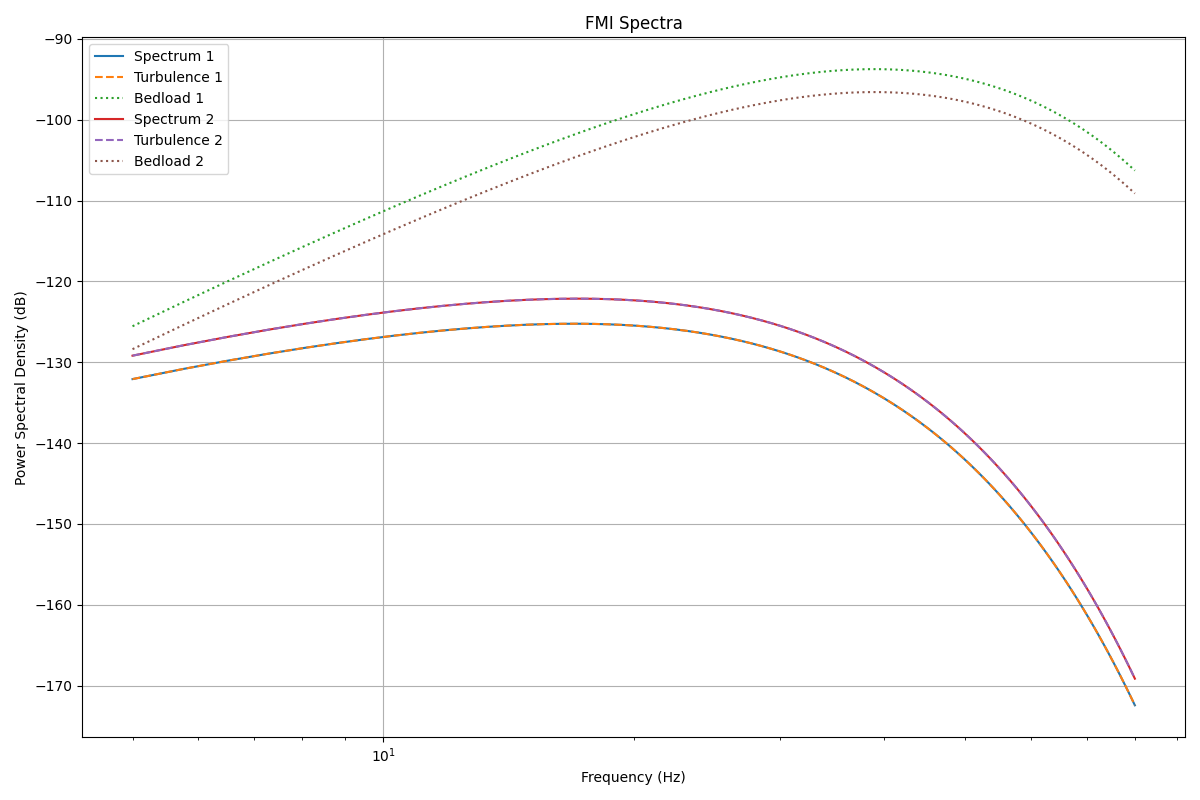 FMI Spectra
Power Spectral Density (dB)
−90
−100
−110
−120
−130
−140
−150
−160
−170
Spectrum 1
Turbulence 1
Bedload 1
Spectrum 2
Turbulence 2
Bedload 2
10¹
Frequency (Hz)